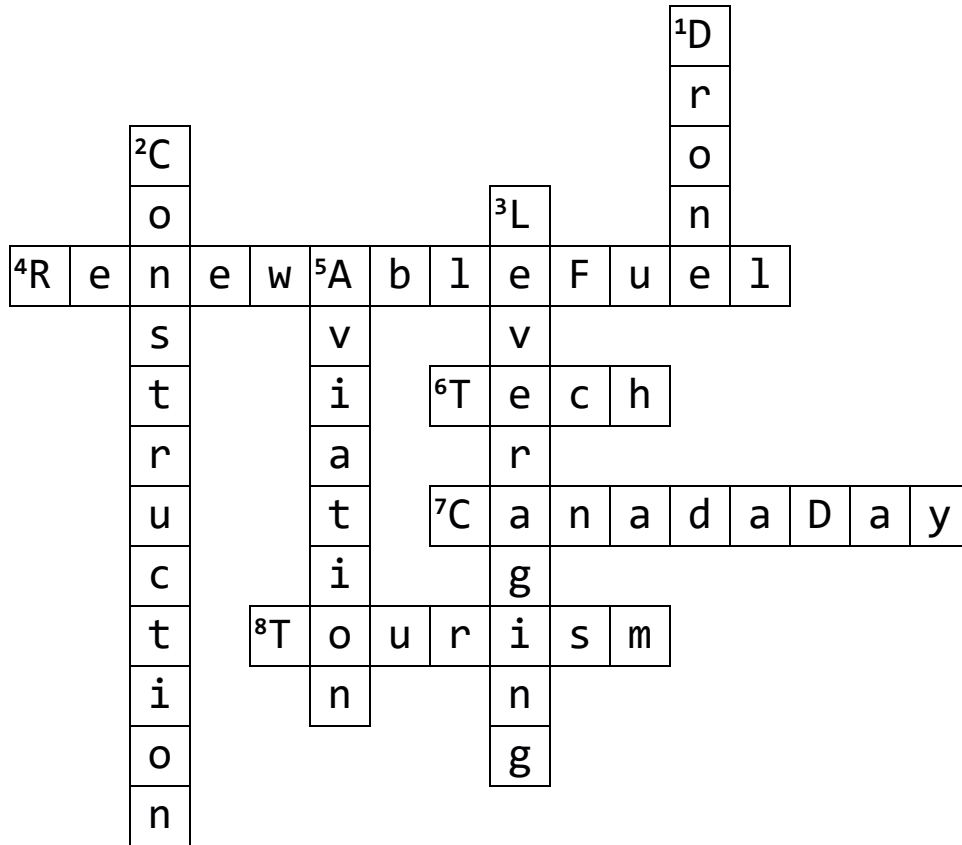 1D
r
2C o
o 3L n
4R e n e w 5A b l e F u e l
s v v
t i 6T e c h
r a r
u t 7C a n a d a D a y
c i g
t 8T o u r i s m
i n n
o g
n